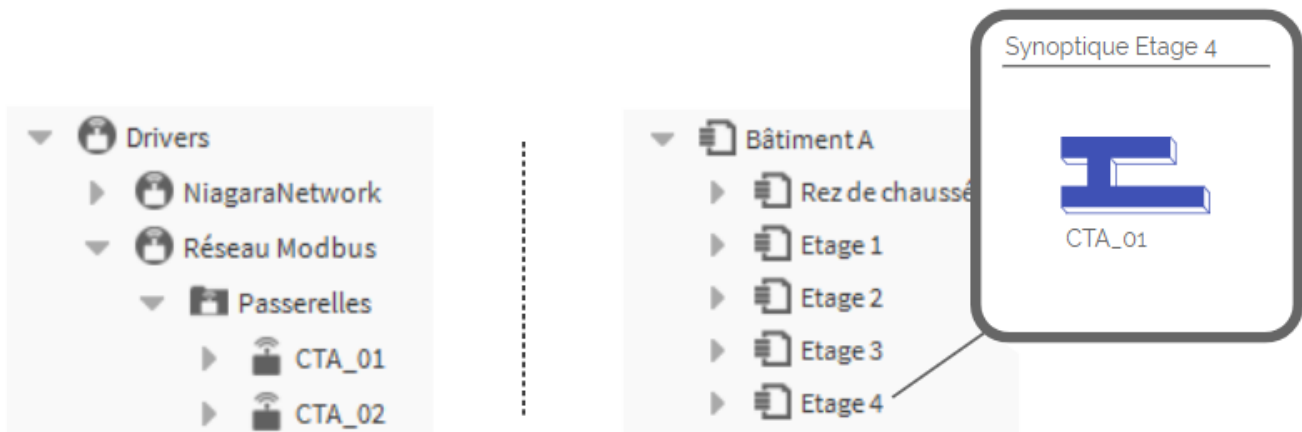 Drivers
NiagaraNetwork
Réseau Modbus
Passerelles
CTA_01
CTA_02
Bâtiment A
Rez de chaussé
Etage 1
Etage 2
Etage 3
Etage 4
Synoptique Etage 4
CTA_01